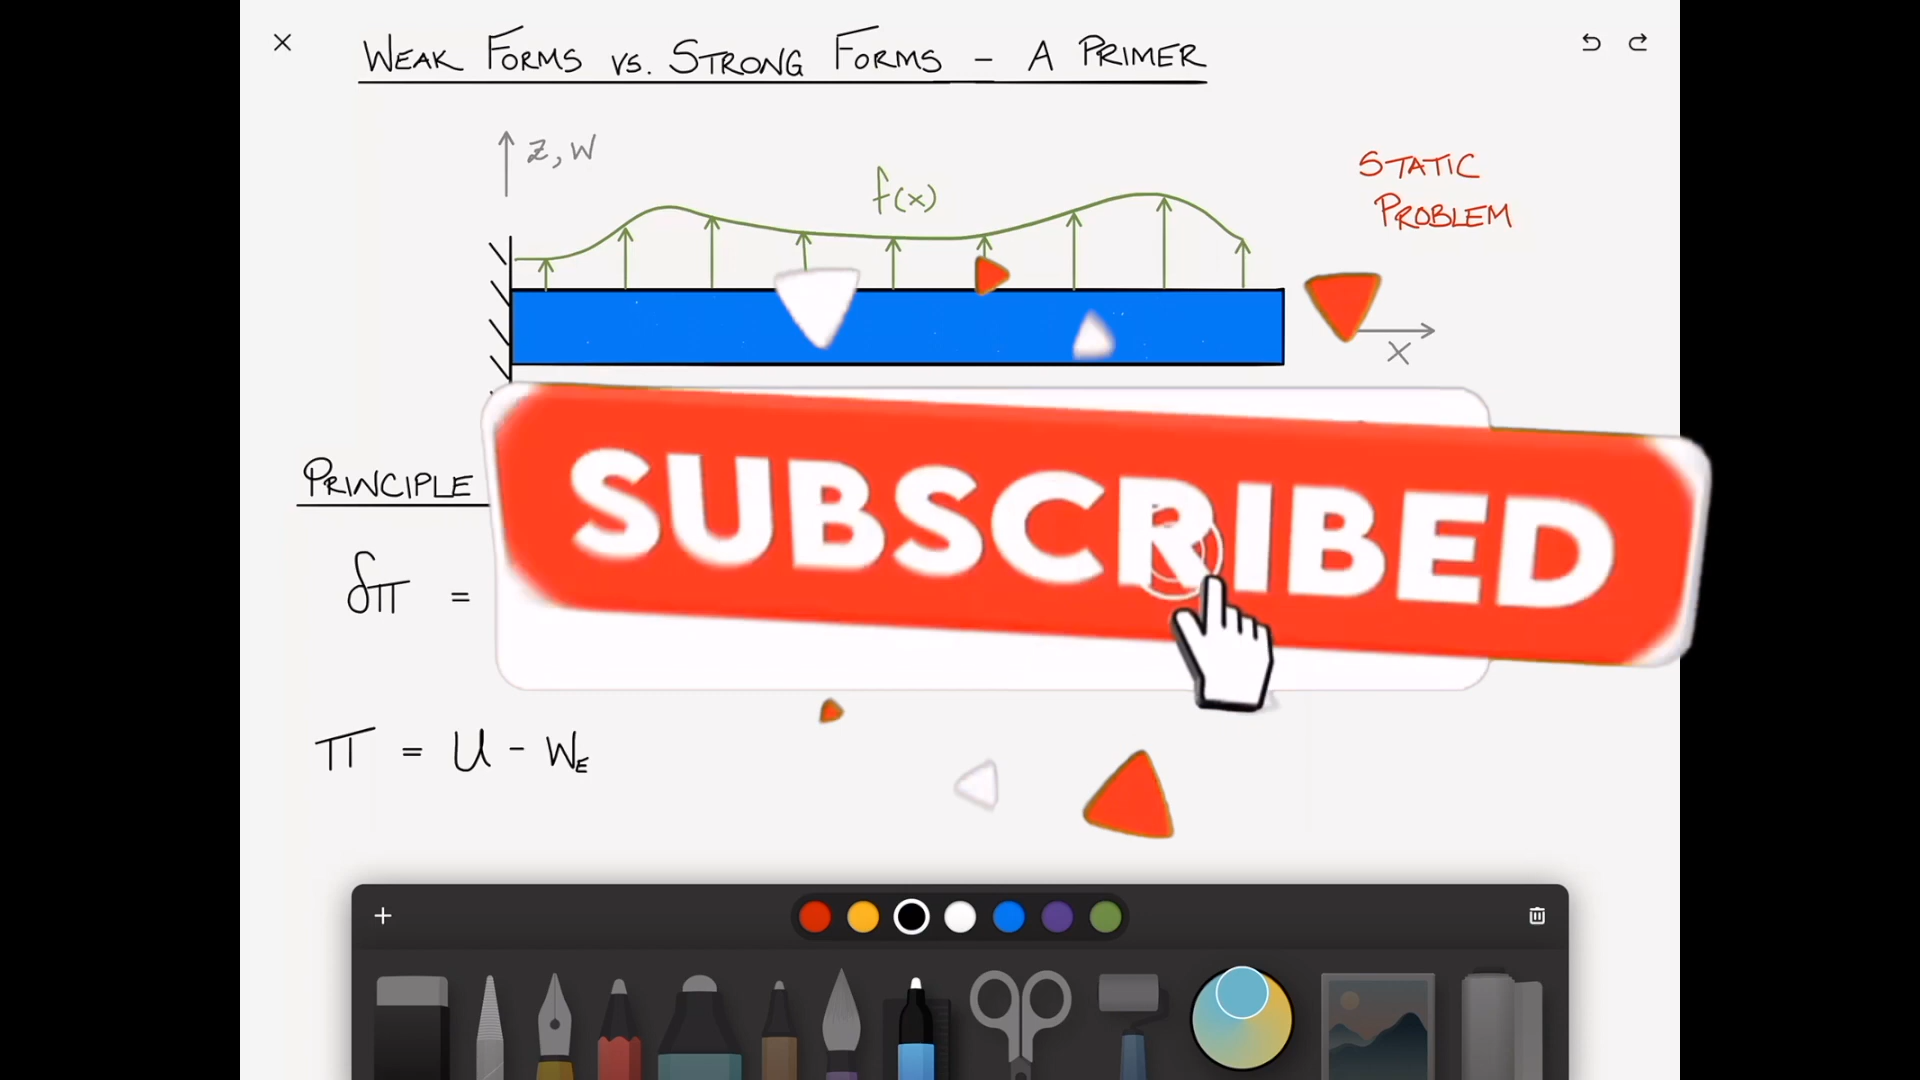 WEAK FORMS VS. STRONG FORMS - A PRIMER
Z, W
f(x)
STATIC
PROBLEM
X
PRINCIPLE
SUBSCRIBED
δπ =
π = U - WE